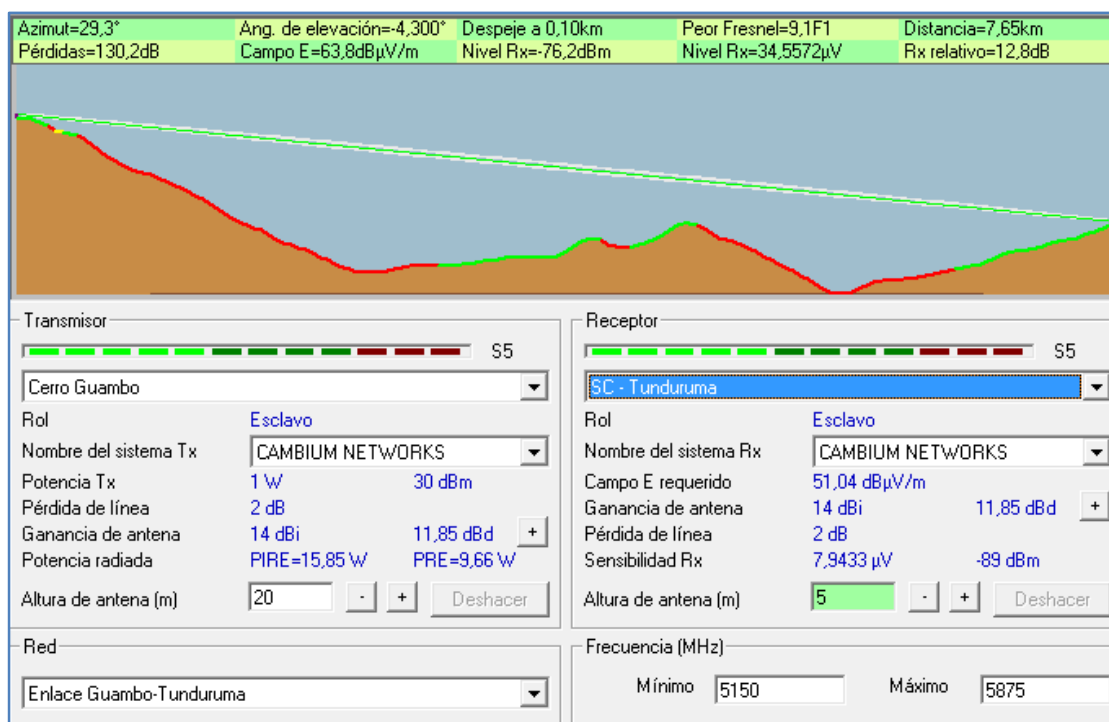 Azimut=29,3° Ang. de elevación=-4,300° Despeje a 0,10km Peor Fresnel=9,1F1 Distancia=7,65km
Pérdidas=130,2dB Campo E=63,8dBµV/m Nivel Rx=-76,2dBm Nivel Rx=34,5572µV Rx relativo=12,8dB
Transmisor
S5
Cerro Guambo
Rol Esclavo
Nombre del sistema Tx CAMBIUM NETWORKS
Potencia Tx 1 W 30 dBm
Pérdida de línea 2 dB
Ganancia de antena 14 dBi 11,85 dBd +
Potencia radiada PIRE=15,85 W PRE=9,66 W
Altura de antena (m) 20 - + Deshacer
Red
Enlace Guambo-Tunduruma
Receptor
S5
SC - Tunduruma
Rol Esclavo
Nombre del sistema Rx CAMBIUM NETWORKS
Campo E requerido 51,04 dBµV/m
Ganancia de antena 14 dBi 11,85 dBd +
Pérdida de línea 2 dB
Sensibilidad Rx 7,9433 µV -89 dBm
Altura de antena (m) 5 - + Deshacer
Frecuencia (MHz)
Mínimo 5150 Máximo 5875